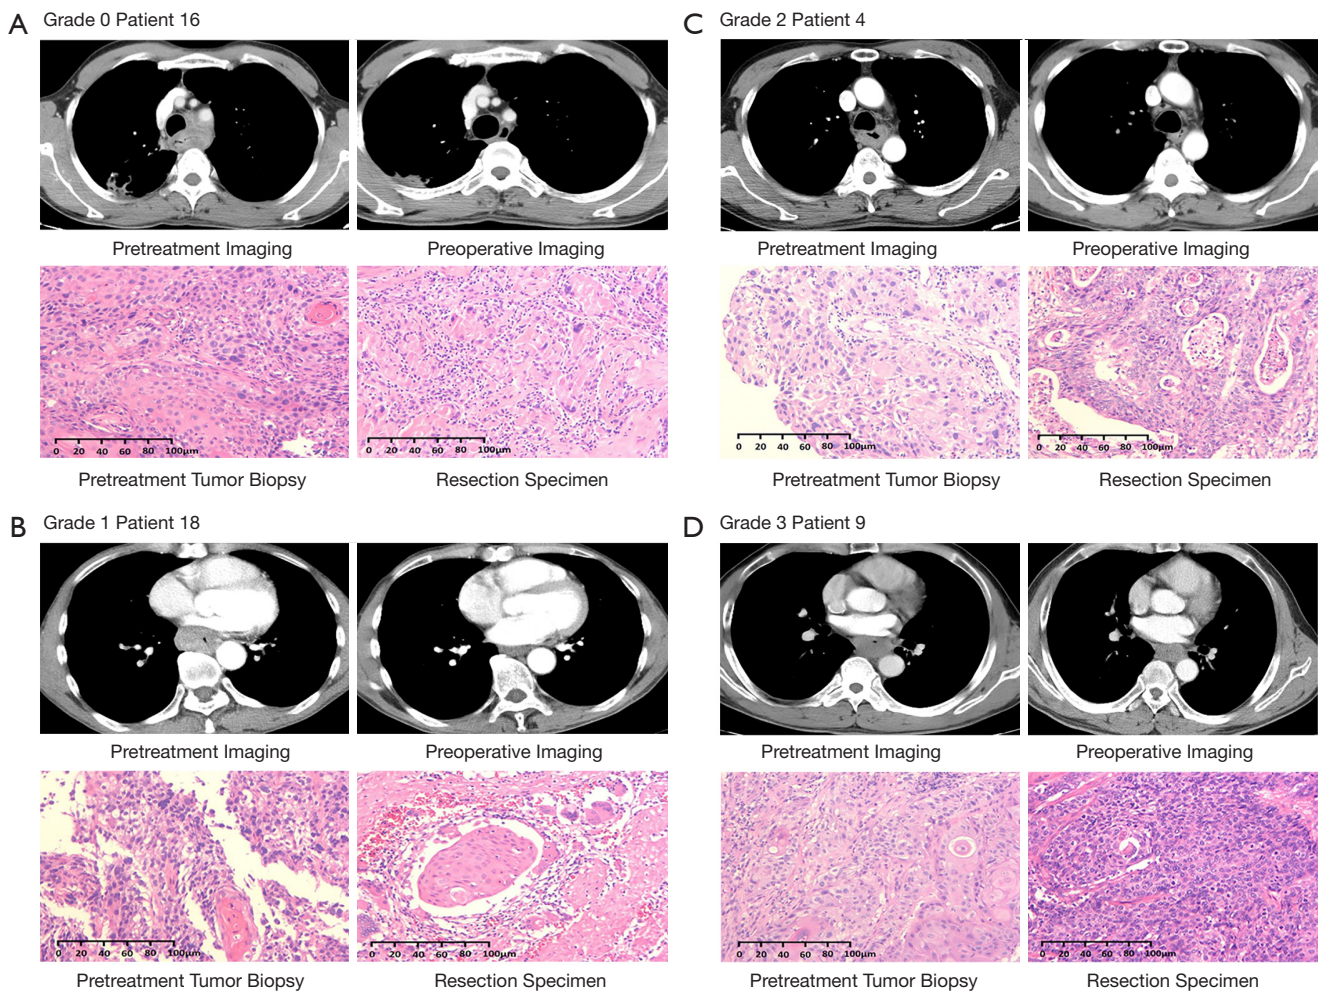 A Grade 0 Patient 16
Pretreatment Imaging Preoperative Imaging
0 20 40 60 80 100μm
0 20 40 60 80 100μm
Pretreatment Tumor Biopsy Resection Specimen
B Grade 1 Patient 18
Pretreatment Imaging Preoperative Imaging
0 20 40 60 80 100μm
0 20 40 60 80 100μm
Pretreatment Tumor Biopsy Resection Specimen
C Grade 2 Patient 4
Pretreatment Imaging Preoperative Imaging
0 20 40 60 80 100μm
0 20 40 60 80 100μm
Pretreatment Tumor Biopsy Resection Specimen
D Grade 3 Patient 9
Pretreatment Imaging Preoperative Imaging
0 20 40 60 80 100μm
0 20 40 60 80 100μm
Pretreatment Tumor Biopsy Resection Specimen